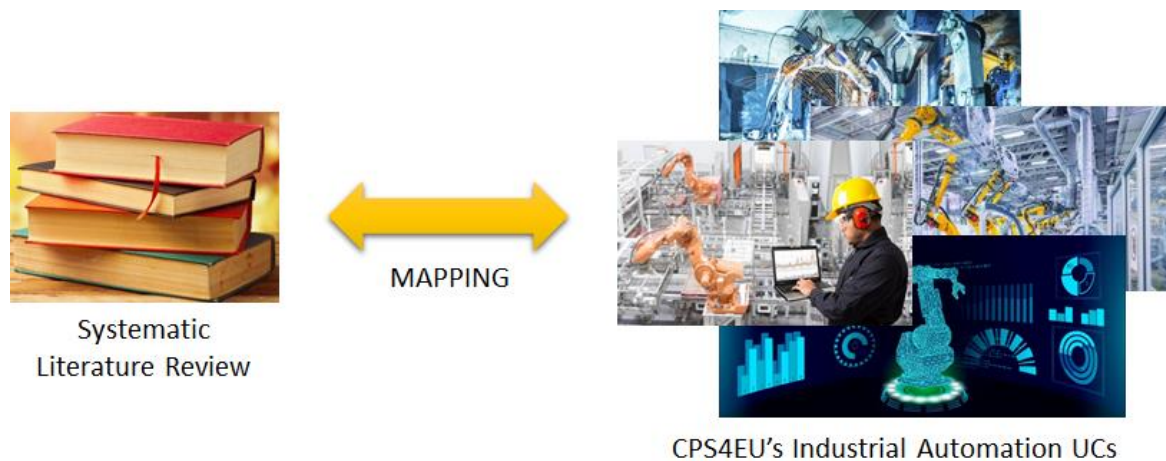 MAPPING
Systematic
Literature Review
CPS4EU's Industrial Automation UCs